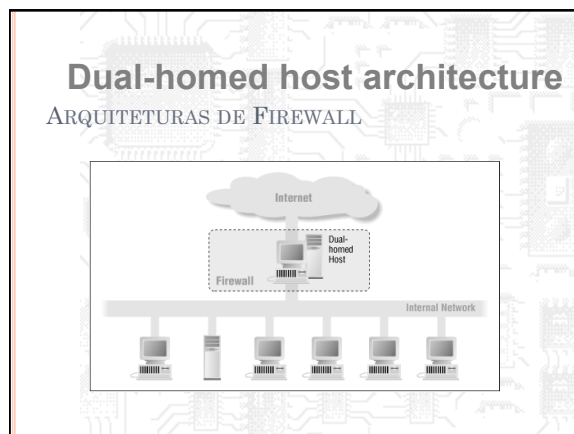 Dual-homed host architecture
ARQUITETURAS DE FIREWALL
Internet
Dual-
homed
Host
Firewall
Internal Network